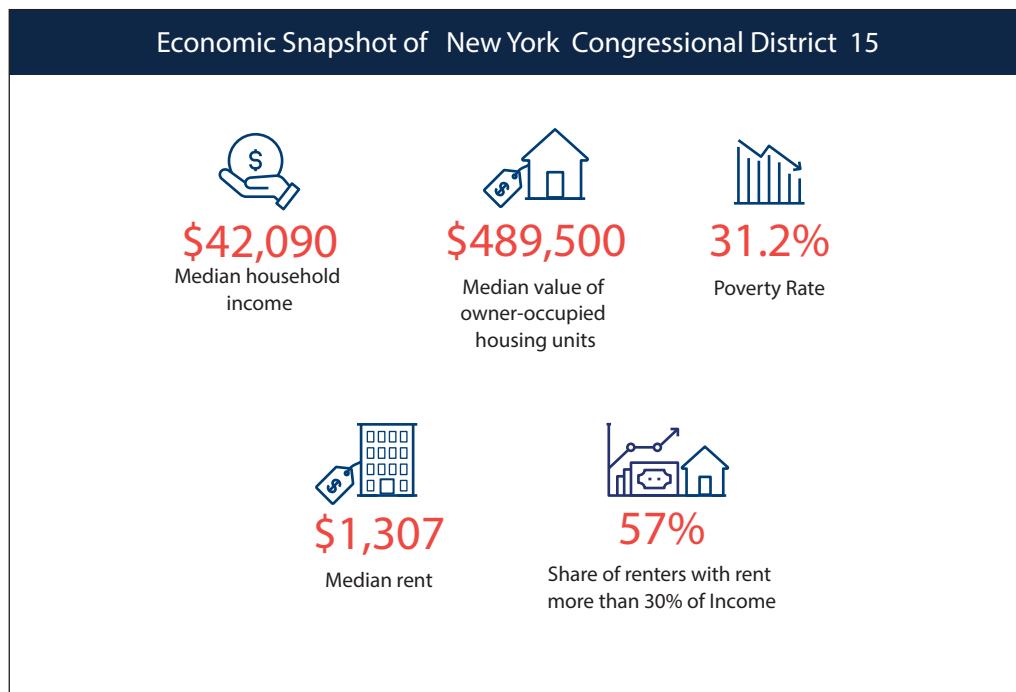 Economic Snapshot of New York Congressional District 15
$
$42,090
Median household
income
$
$489,500
Median value of
owner-occupied
housing units
31.2%
Poverty Rate
$
$1,307
Median rent
57%
Share of renters with rent
more than 30% of Income